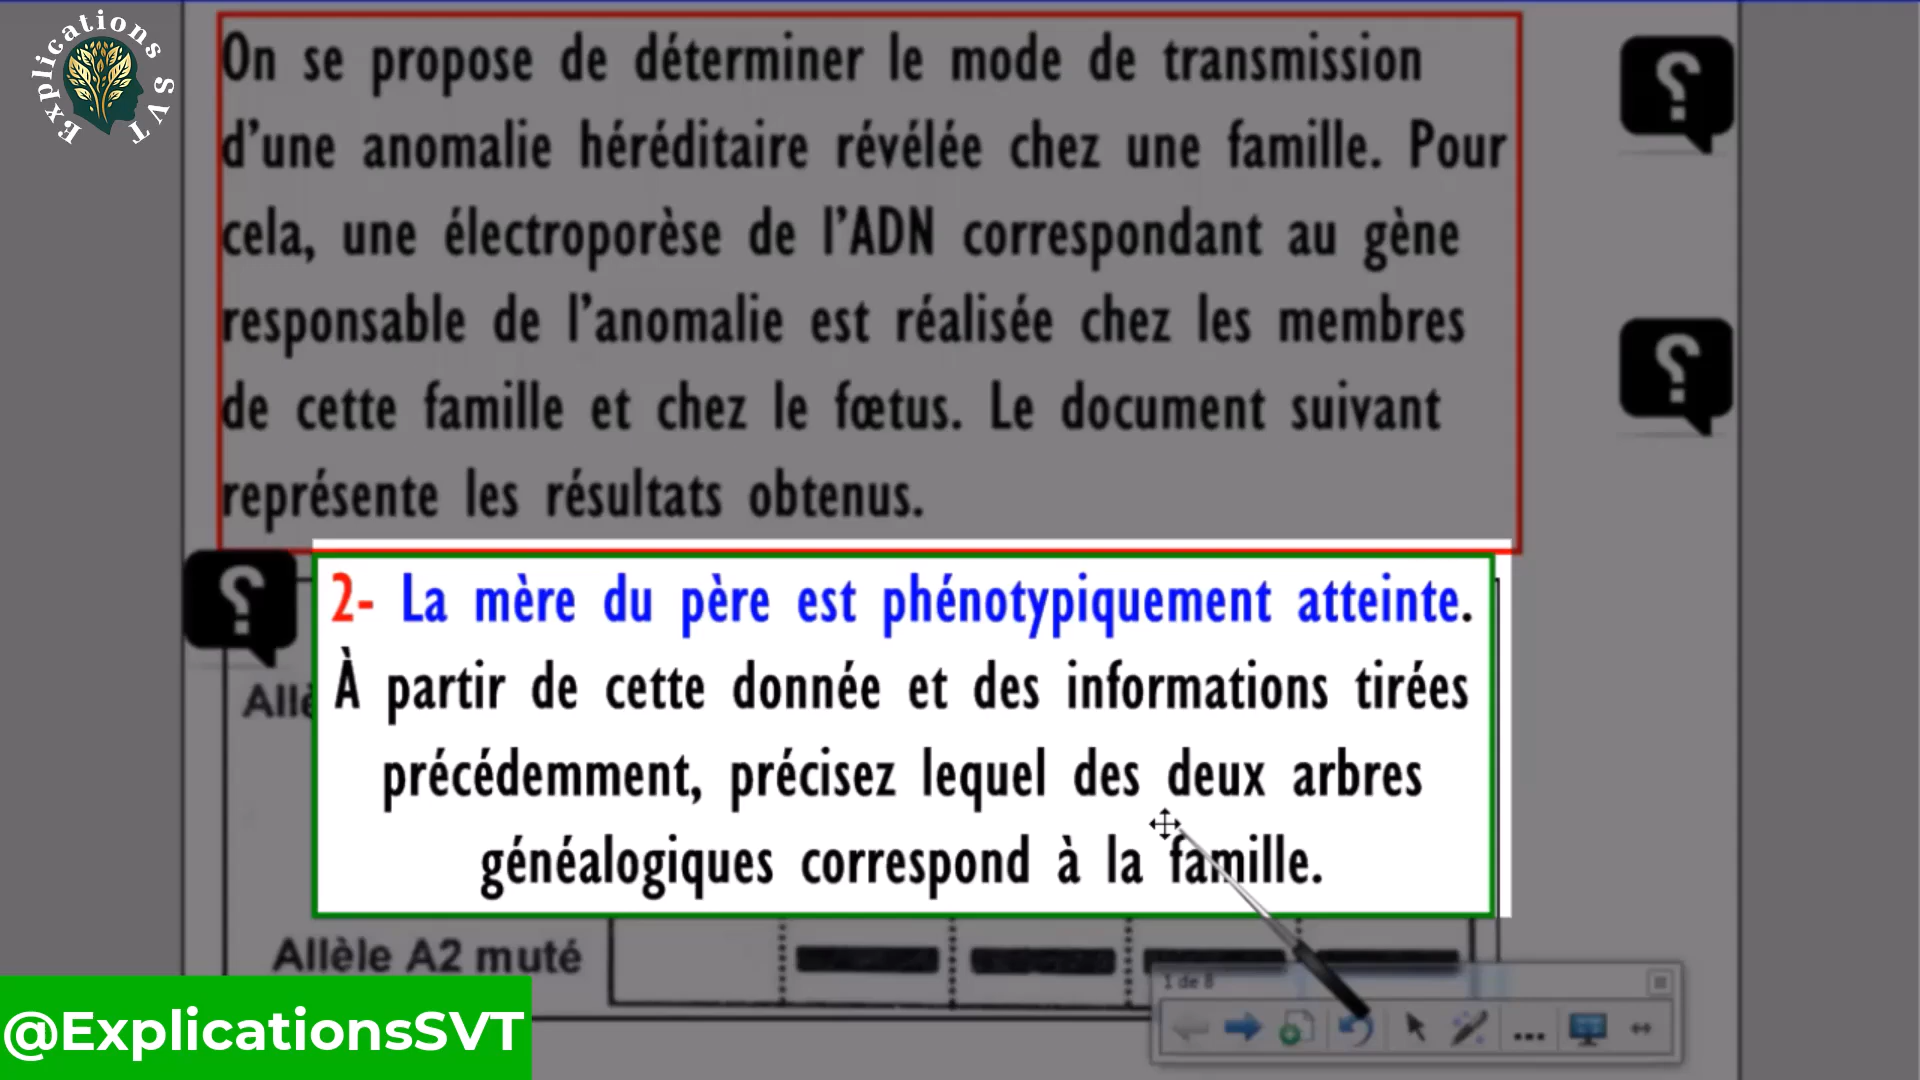 Explications SVT
On se propose de déterminer le mode de transmission
d'une anomalie héréditaire révélée chez une famille. Pour
cela, une électroporèse de l'ADN correspondant au gène
responsable de l'anomalie est réalisée chez les membres
de cette famille et chez le fœtus. Le document suivant
représente les résultats obtenus.
2- La mère du père est phénotypiquement atteinte.
À partir de cette donnée et des informations tirées
précédemment, précisez lequel des deux arbres
généalogiques correspond à la famille.
Allè
Allèle A2 muté
1 de 8
@ExplicationsSVT